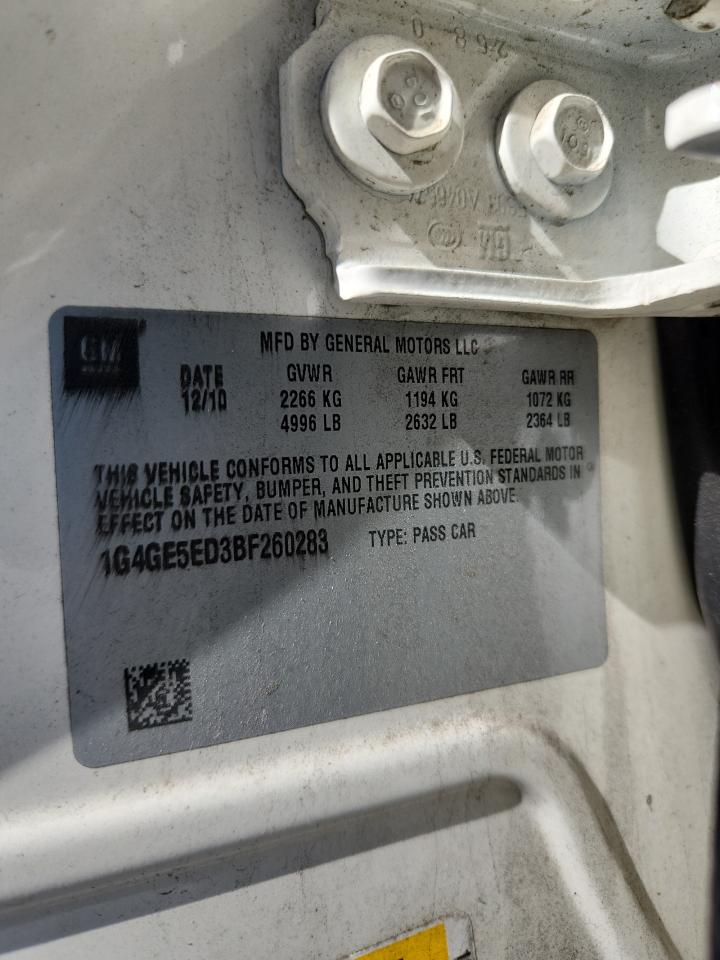 GM
MFD BY GENERAL MOTORS LLC
DATE GVWR GAWR FRT GAWR RR
12/10 2266 KG 1194 KG 1072 KG
4996 LB 2632 LB 2364 LB
THIS VEHICLE CONFORMS TO ALL APPLICABLE U.S. FEDERAL MOTOR
VEHICLE SAFETY, BUMPER, AND THEFT PREVENTION STANDARDS IN
EFFECT ON THE DATE OF MANUFACTURE SHOWN ABOVE.
1G4GE5ED3BF260283 TYPE: PASS CAR